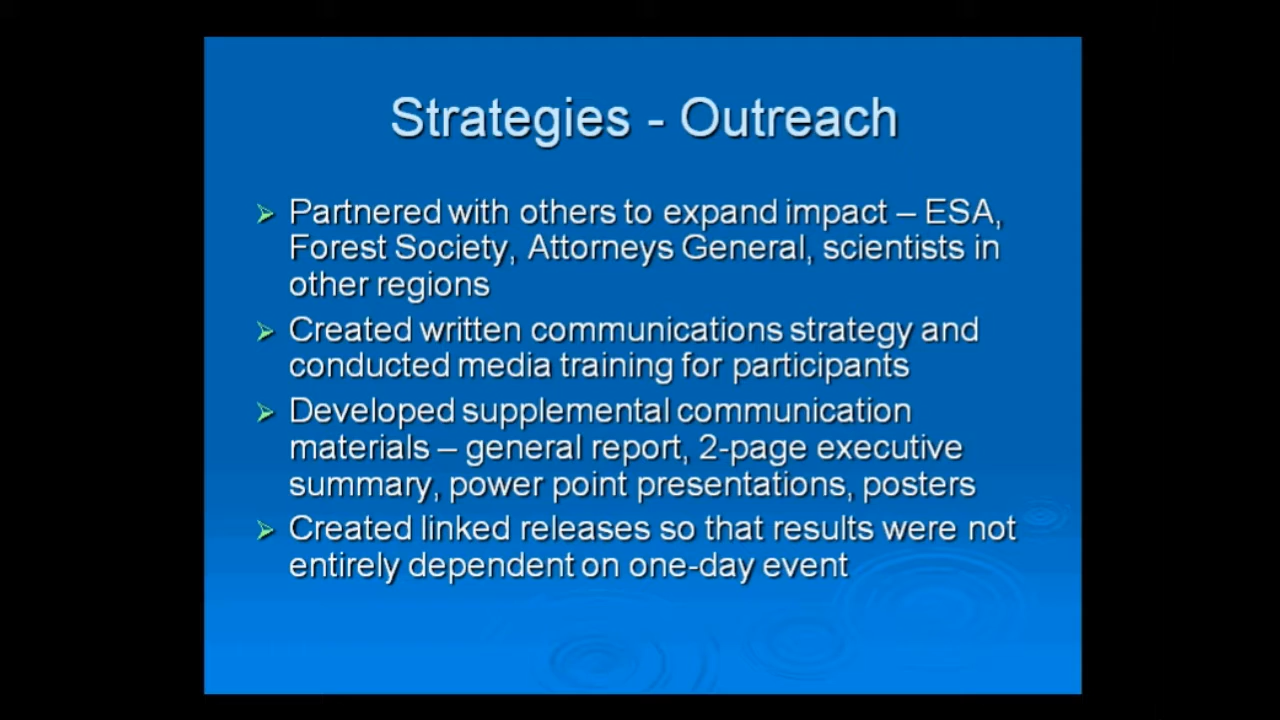 Strategies - Outreach
Partnered with others to expand impact – ESA,
Forest Society, Attorneys General, scientists in
other regions
Created written communications strategy and
conducted media training for participants
Developed supplemental communication
materials – general report, 2-page executive
summary, power point presentations, posters
Created linked releases so that results were not
entirely dependent on one-day event